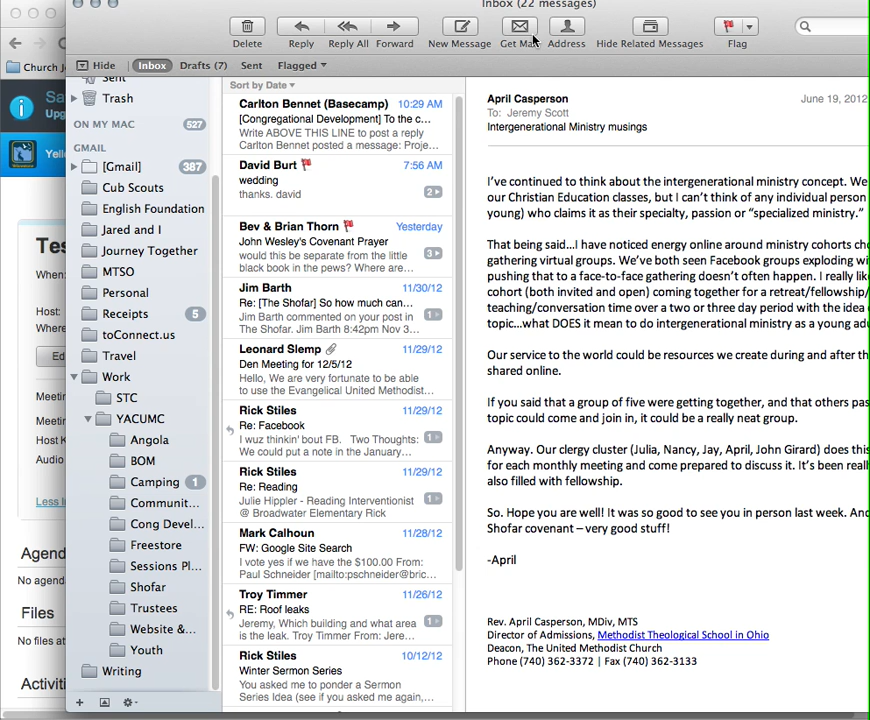 Inbox (22 messages)
Delete
Reply
Reply All
Forward
New Message
Get Mail
Address
Hide Related Messages
Flag
Church
Hide
Inbox
Drafts (7)
Sent
Flagged
Upg
Yell
Tes
When:
Host:
Where
Ed
Meetin
Meetin
Host K
Audio
Less I
Agend
No agend
Files
No files at
Activiti
Sent
Trash
ON MY MAC 527
GMAIL
[Gmail] 387
Cub Scouts
English Foundation
Jared and I
Journey Together
MTSO
Personal
Receipts 5
toConnect.us
Travel
Work
STC
YACUMC
Angola
BOM
Camping 1
Communit...
Cong Devel...
Freestore
Sessions Pl...
Shofar
Trustees
Website &...
Youth
Writing
Sort by Date
Carlton Bennet (Basecamp) 10:29 AM
[Congregational Development] To the c...
Write ABOVE THIS LINE to post a reply
Carlton Bennet posted a message: Proje...
David Burt 7:56 AM
wedding
thanks. david
2
Bev & Brian Thorn Yesterday
John Wesley's Covenant Prayer
would this be separate from the little
black book in the pews? Where are...
3
Jim Barth 11/30/12
Re: [The Shofar] So how much can...
Jim Barth commented on your post in
The Shofar. Jim Barth 8:42pm Nov 3...
1
Leonard Slemp 11/29/12
Den Meeting for 12/5/12
Hello, We are very fortunate to be able
to use the Evangelical United Methodist...
Rick Stiles 11/29/12
Re: Facebook
I wuz thinkin' bout FB. Two Thoughts:
We could put a note in the January...
1
Rick Stiles 11/29/12
Re: Reading
Julie Hippler - Reading Interventionist
@ Broadwater Elementary Rick
1
Mark Calhoun 11/28/12
FW: Google Site Search
I vote yes if we have the $100.00 From:
Paul Schneider [mailto:pschneider@bric...
Troy Timmer 11/26/12
RE: Roof leaks
Jeremy, Which building and what area
is the leak. Troy Timmer From: Jere...
1
Rick Stiles 10/12/12
Winter Sermon Series
You asked me to ponder a Sermon
Series Idea (see if you asked me again,
April Casperson June 19, 2012
To: Jeremy Scott
Intergenerational Ministry musings
I've continued to think about the intergenerational ministry concept. We
our Christian Education classes, but I can't think of any individual person
young) who claims it as their specialty, passion or "specialized ministry."
That being said...I have noticed energy online around ministry cohorts cho
gathering virtual groups. We've both seen Facebook groups exploding wi
pushing that to a face-to-face gathering doesn't often happen. I really lik
cohort (both invited and open) coming together for a retreat/fellowship/
teaching/conversation time over a two or three day period with the idea
topic...what DOES it mean to do intergenerational ministry as a young adu
Our service to the world could be resources we create during and after th
shared online.
If you said that a group of five were getting together, and that others pas
topic could come and join in, it could be a really neat group.
Anyway. Our clergy cluster (Julia, Nancy, Jay, April, John Girard) does this
for each monthly meeting and come prepared to discuss it. It's been reall
also filled with fellowship.
So. Hope you are well! It was so good to see you in person last week. And
Shofar covenant – very good stuff!
-April
Rev. April Casperson, MDiv, MTS
Director of Admissions, Methodist Theological School in Ohio
Deacon, The United Methodist Church
Phone (740) 362-3372 | Fax (740) 362-3133